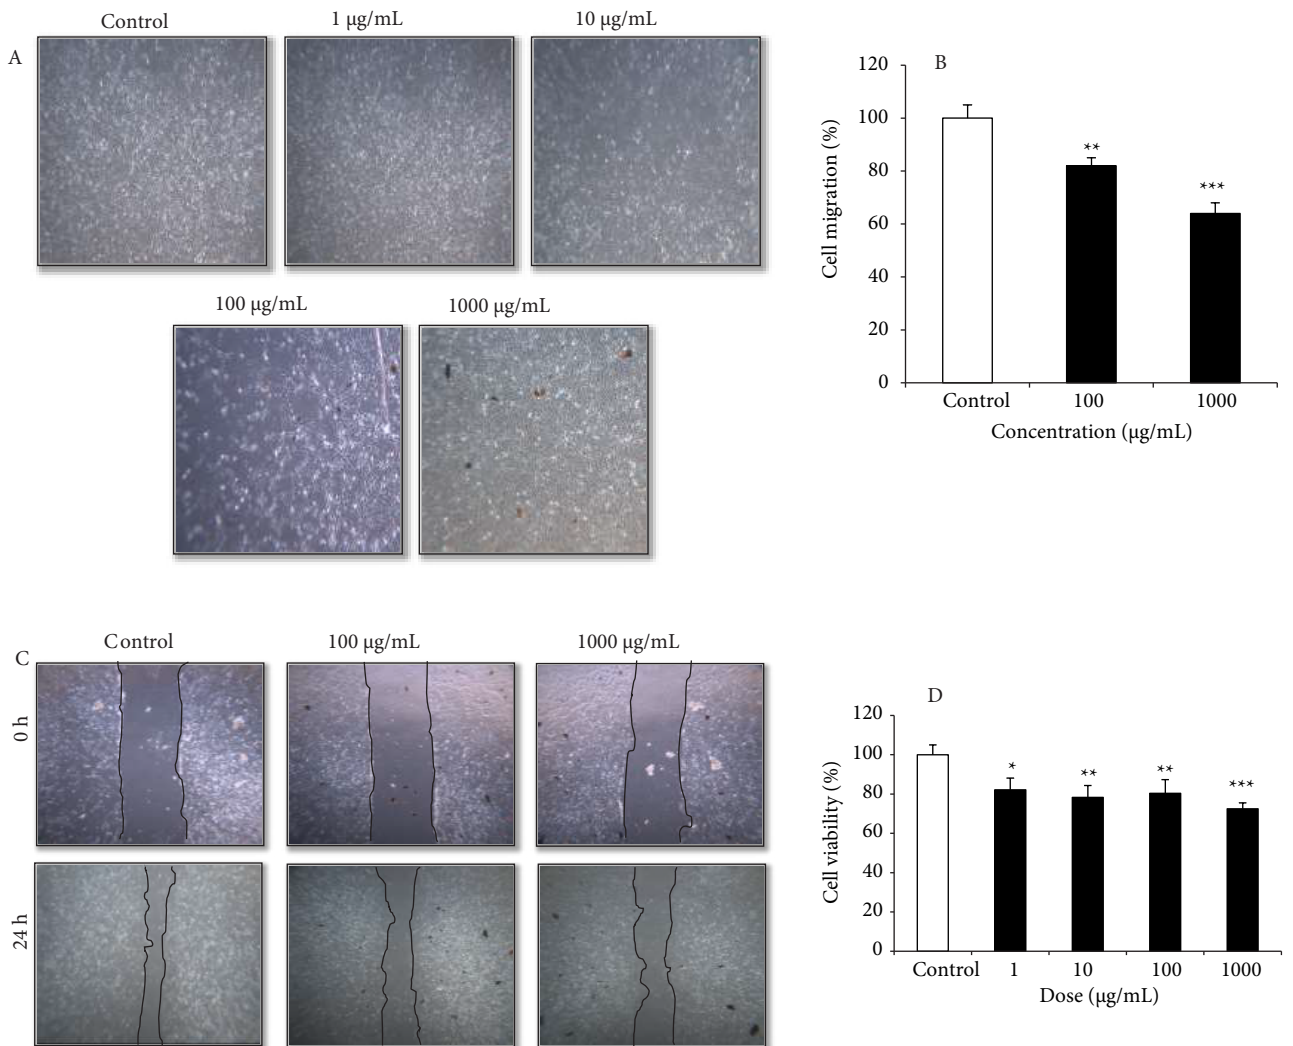 Control
1 µg/mL
10 µg/mL
A
100 µg/mL
1000 µg/mL
B
120
100
80
60
40
20
0
Cell migration (%)
**
***
Control 100 1000
Concentration (µg/mL)
C
Control
100 µg/mL
1000 µg/mL
0 h
24 h
D
120
100
80
60
40
20
0
Cell viability (%)
*
**
**
***
Control 1 10 100 1000
Dose (µg/mL)